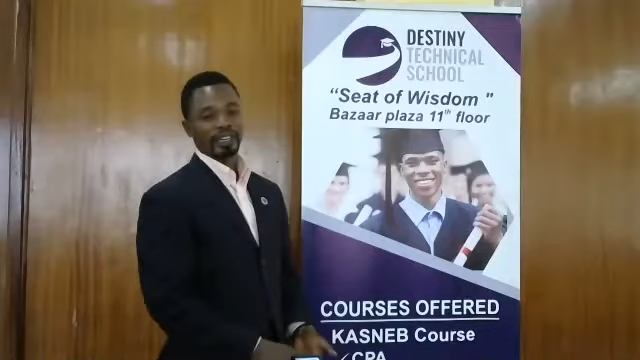 DESTINY
TECHNICAL
SCHOOL
“Seat of Wisdom "
Bazaar plaza 11th floor
COURSES OFFERED
KASNEB Course
✓CPA